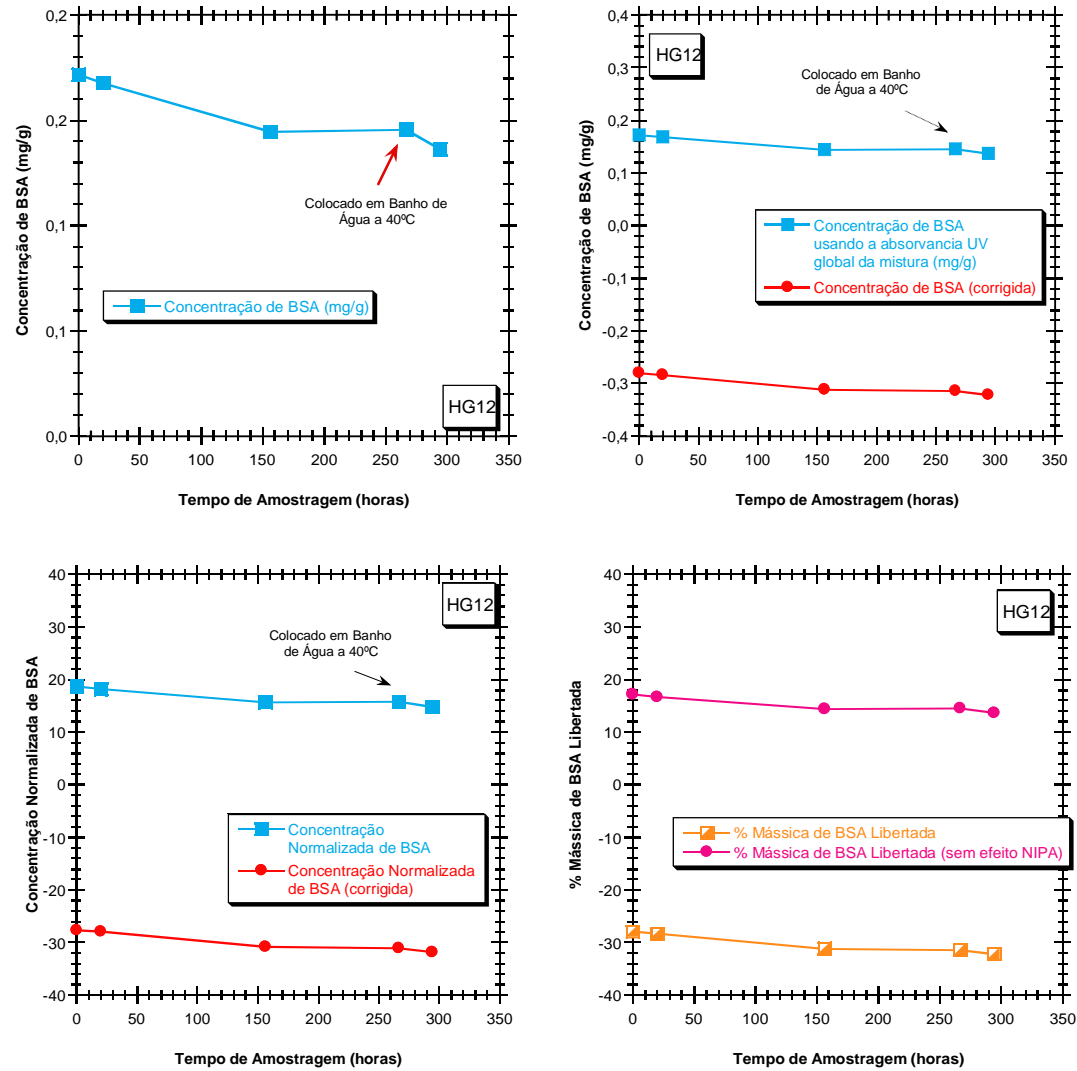 0,2
0,2
0,1
0,1
0,0
Concentração de BSA (mg/g)
Colocado em Banho de
Água a 40ºC
Concentração de BSA (mg/g)
HG12
0 50 100 150 200 250 300 350
Tempo de Amostragem (horas)
0,4
0,3
0,2
0,1
0,0
-0,1
-0,2
-0,3
-0,4
Concentração de BSA (mg/g)
HG12
Colocado em Banho
de Água a 40ºC
Concentração de BSA
usando a absorvancia UV
global da mistura (mg/g)
Concentração de BSA (corrigida)
0 50 100 150 200 250 300 350
Tempo de Amostragem (horas)
40
30
20
10
0
-10
-20
-30
-40
Concentração Normalizada de BSA
HG12
Colocado em Banho
de Água a 40ºC
Concentração
Normalizada de BSA
Concentração Normalizada
de BSA (corrigida)
0 50 100 150 200 250 300 350
Tempo de Amostragem (horas)
40
30
20
10
0
-10
-20
-30
-40
% Mássica de BSA Libertada
HG12
% Mássica de BSA Libertada
% Mássica de BSA Libertada (sem efeito NIPA)
0 50 100 150 200 250 300 350
Tempo de Amostragem (horas)